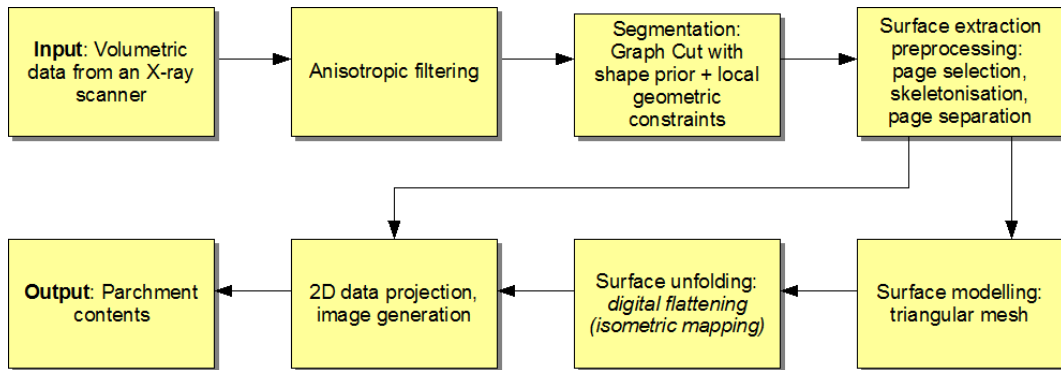 Input: Volumetric
data from an X-ray
scanner
Anisotropic filtering
Segmentation:
Graph Cut with
shape prior + local
geometric
constraints
Surface extraction
preprocessing:
page selection,
skeletonisation,
page separation
Output: Parchment
contents
2D data projection,
image generation
Surface unfolding:
digital flattening
(isometric mapping)
Surface modelling:
triangular mesh